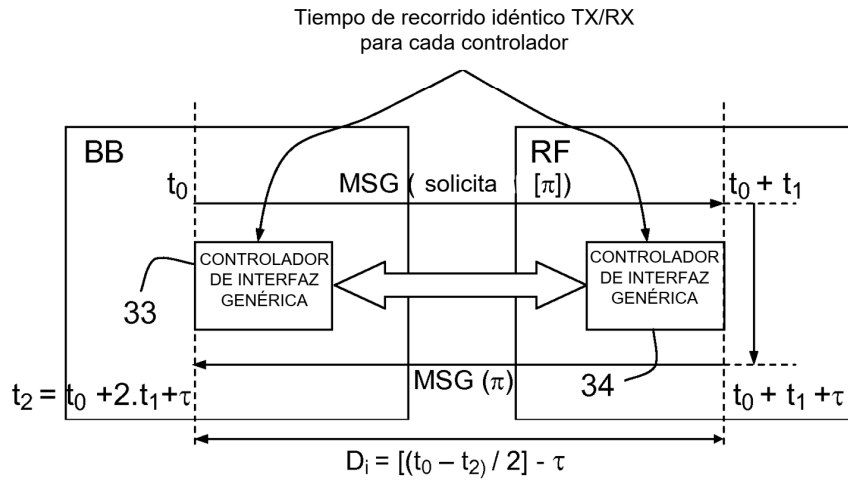 Tiempo de recorrido idéntico TX/RX
para cada controlador
BB
RF
t₀
MSG ( solicita [π])
t₀ + t₁
CONTROLADOR
DE INTERFAZ
GENÉRICA
CONTROLADOR
DE INTERFAZ
GENÉRICA
33
34
MSG (π)
t₂ = t₀ +2.t₁+τ
t₀ + t₁ +τ
Dᵢ = [(t₀ – t₂) / 2] - τ